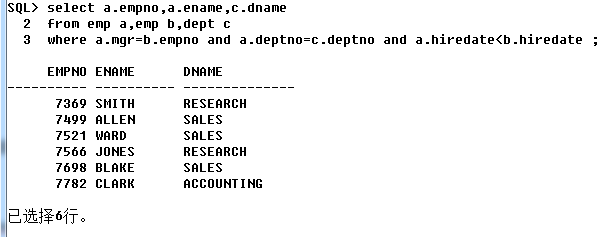 SQL> select a.empno,a.ename,c.dname
2 from emp a,emp b,dept c
3 where a.mgr=b.empno and a.deptno=c.deptno and a.hiredate<b.hiredate ;
EMPNO ENAME DNAME
---------- ---------- --------------
7369 SMITH RESEARCH
7499 ALLEN SALES
7521 WARD SALES
7566 JONES RESEARCH
7698 BLAKE SALES
7782 CLARK ACCOUNTING
已选择6行。